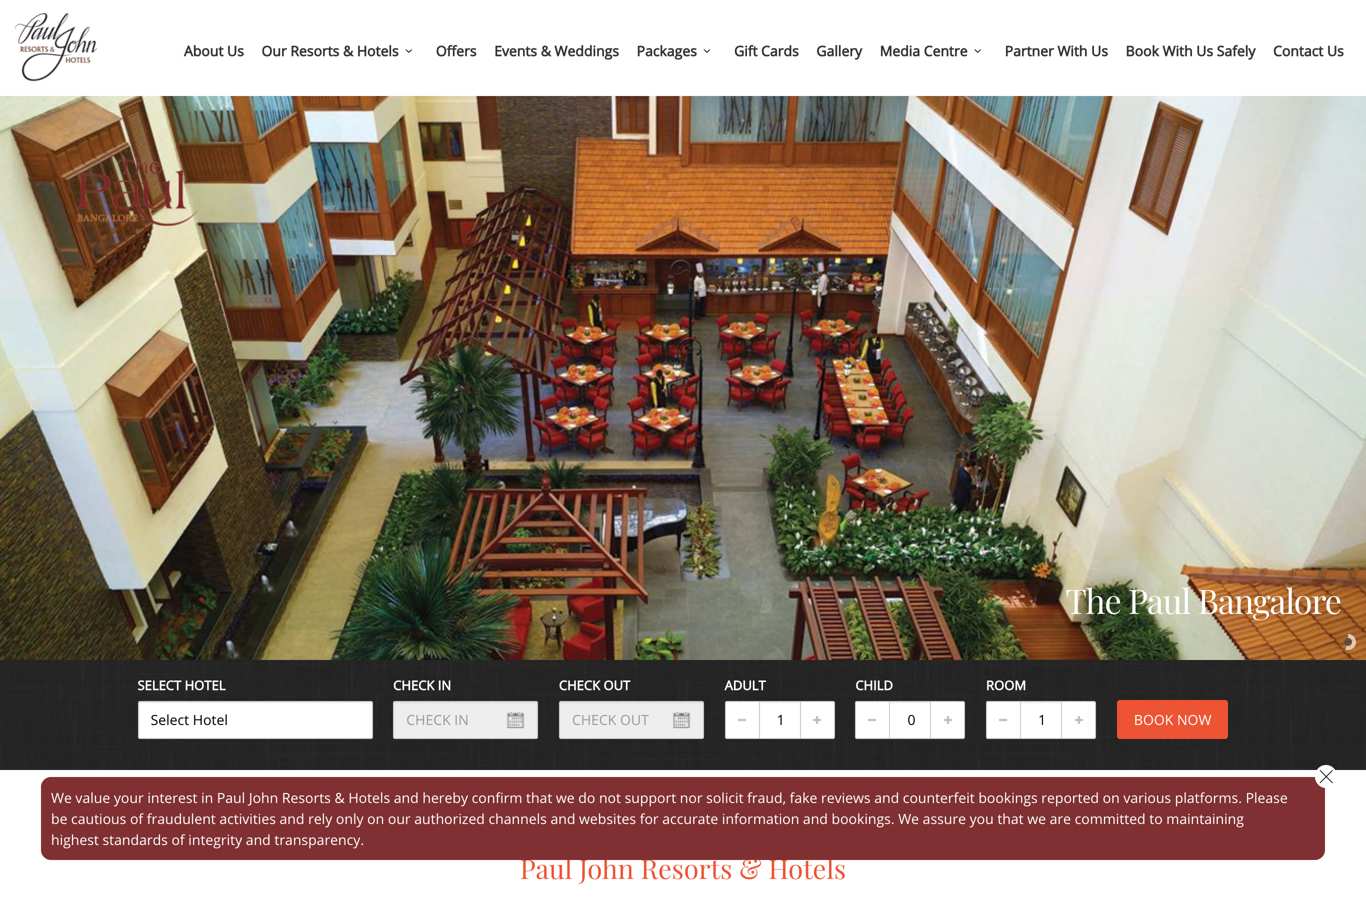 Paul John
RESORTS &
HOTELS
About Us
Our Resorts & Hotels
Offers
Events & Weddings
Packages
Gift Cards
Gallery
Media Centre
Partner With Us
Book With Us Safely
Contact Us
THE
Paul
BANGALORE
The Paul Bangalore
SELECT HOTEL
CHECK IN
CHECK OUT
ADULT
CHILD
ROOM
Select Hotel
CHECK IN
CHECK OUT
1
0
1
BOOK NOW
We value your interest in Paul John Resorts & Hotels and hereby confirm that we do not support nor solicit fraud, fake reviews and counterfeit bookings reported on various platforms. Please
be cautious of fraudulent activities and rely only on our authorized channels and websites for accurate information and bookings. We assure you that we are committed to maintaining
highest standards of integrity and transparency.
Paul John Resorts & Hotels